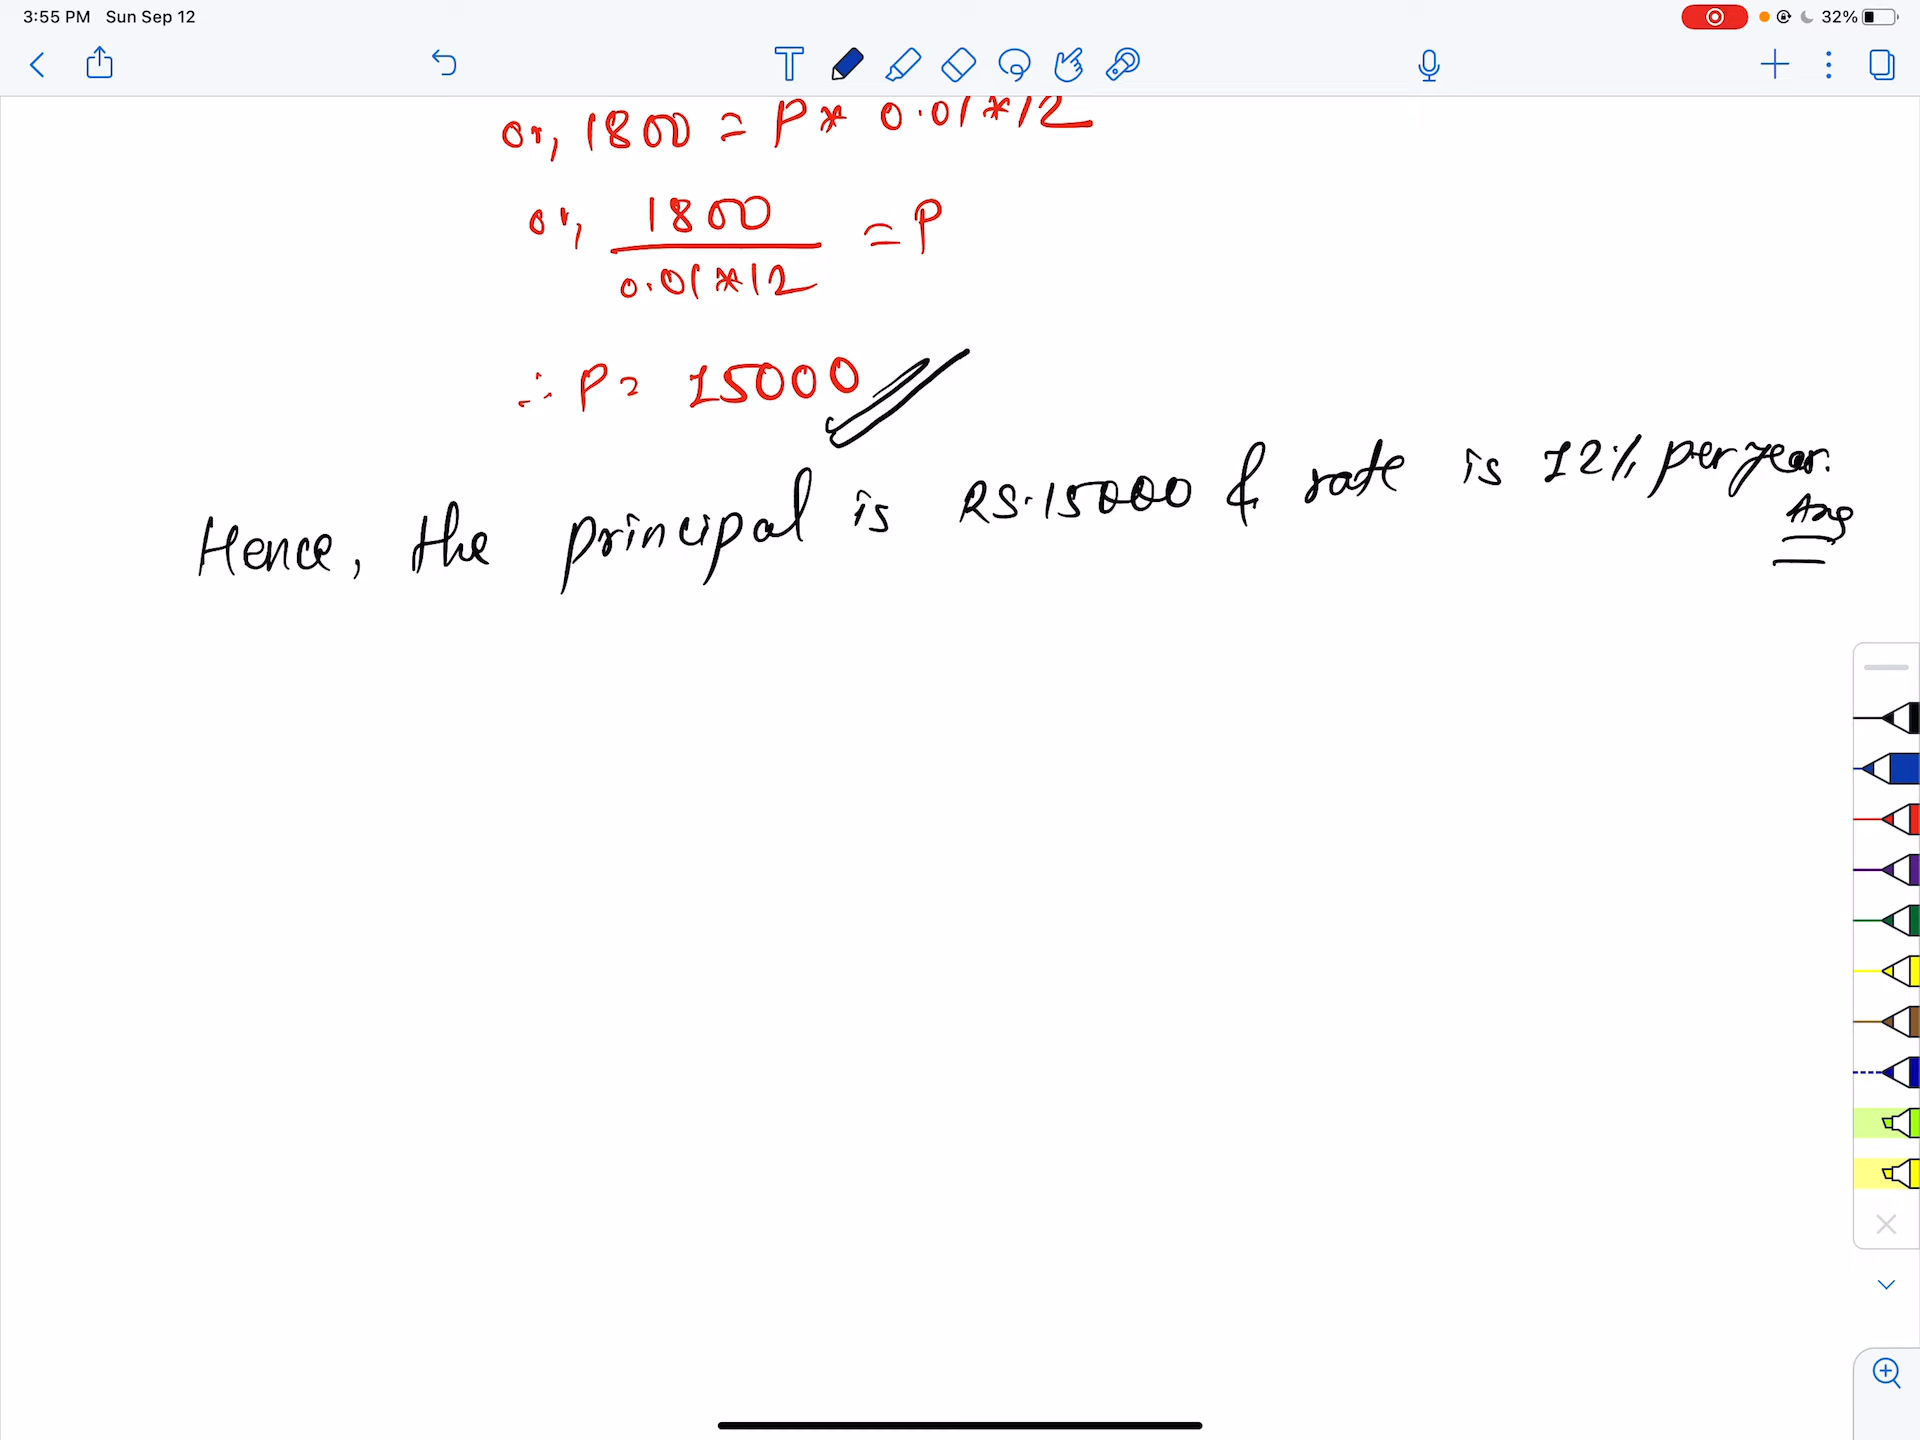 3:55 PM Sun Sep 12
32%
or, 1800 = P * 0.01 * 12
or, 1800 / 0.01 * 12 = P
∴ P = 15000
Hence, the principal is RS. 15000 & rate is 12% per year.
Ans